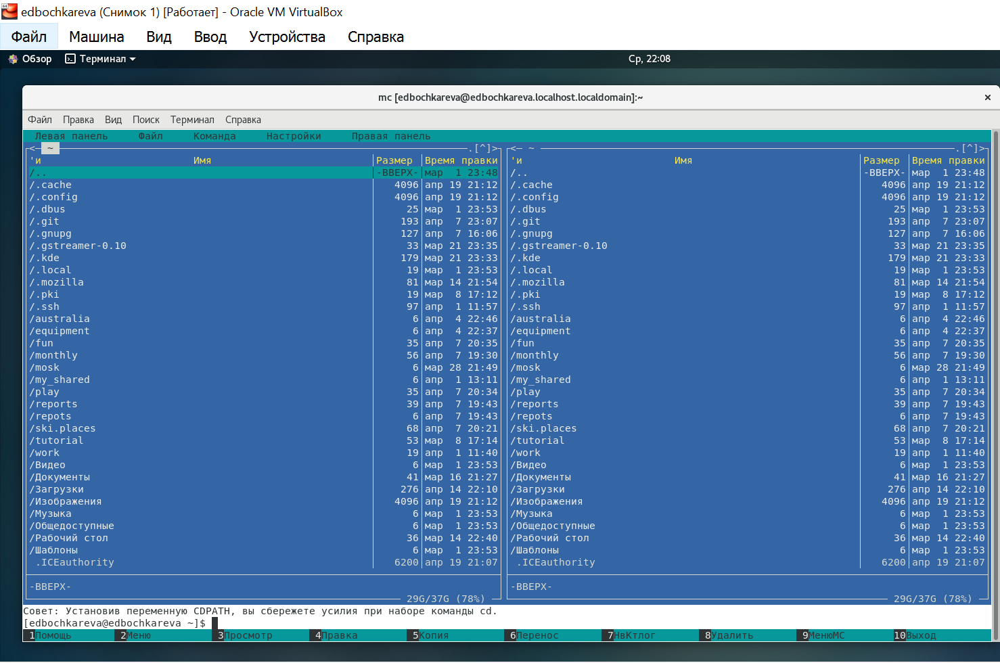 edbochkareva (Снимок 1) [Работает] - Oracle VM VirtualBox
Файл Машина Вид Ввод Устройства Справка
Обзор Терминал Ср, 22:08
mc [edbochkareva@edbochkareva.localhost.localdomain]:~ ×
Файл Правка Вид Поиск Терминал Справка
Левая панель Файл Команда Настройки Правая панель
<─ ~ .[^]> <─ ~ .[^]>
'и Имя Размер Время правки 'и Имя Размер Время правки
/.. -ВВЕРХ- мар 1 23:48 /.. -ВВЕРХ- мар 1 23:48
/.cache 4096 апр 19 21:12 /.cache 4096 апр 19 21:12
/.config 4096 апр 19 21:12 /.config 4096 апр 19 21:12
/.dbus 25 мар 1 23:53 /.dbus 25 мар 1 23:53
/.git 193 апр 7 23:07 /.git 193 апр 7 23:07
/.gnupg 127 апр 7 16:06 /.gnupg 127 апр 7 16:06
/.gstreamer-0.10 33 мар 21 23:35 /.gstreamer-0.10 33 мар 21 23:35
/.kde 179 мар 21 23:33 /.kde 179 мар 21 23:33
/.local 19 мар 1 23:53 /.local 19 мар 1 23:53
/.mozilla 81 мар 14 21:54 /.mozilla 81 мар 14 21:54
/.pki 19 мар 8 17:12 /.pki 19 мар 8 17:12
/.ssh 97 апр 1 11:57 /.ssh 97 апр 1 11:57
/australia 6 апр 4 22:46 /australia 6 апр 4 22:46
/equipment 6 апр 4 22:37 /equipment 6 апр 4 22:37
/fun 35 апр 7 20:35 /fun 35 апр 7 20:35
/monthly 56 апр 7 19:30 /monthly 56 апр 7 19:30
/mosk 6 мар 28 21:49 /mosk 6 мар 28 21:49
/my_shared 6 апр 1 13:11 /my_shared 6 апр 1 13:11
/play 35 апр 7 20:34 /play 35 апр 7 20:34
/reports 39 апр 7 19:43 /reports 39 апр 7 19:43
/repots 6 апр 7 19:43 /repots 6 апр 7 19:43
/ski.places 68 апр 7 20:21 /ski.places 68 апр 7 20:21
/tutorial 53 мар 8 17:14 /tutorial 53 мар 8 17:14
/work 19 апр 1 11:40 /work 19 апр 1 11:40
/Видео 6 мар 1 23:53 /Видео 6 мар 1 23:53
/Документы 41 мар 16 21:27 /Документы 41 мар 16 21:27
/Загрузки 276 апр 14 22:10 /Загрузки 276 апр 14 22:10
/Изображения 4096 апр 19 21:12 /Изображения 4096 апр 19 21:12
/Музыка 6 мар 1 23:53 /Музыка 6 мар 1 23:53
/Общедоступные 6 мар 1 23:53 /Общедоступные 6 мар 1 23:53
/Рабочий стол 36 мар 14 22:40 /Рабочий стол 36 мар 14 22:40
/Шаблоны 6 мар 1 23:53 /Шаблоны 6 мар 1 23:53
.ICEauthority 6200 апр 19 21:07 .ICEauthority 6200 апр 19 21:07
-ВВЕРХ- -ВВЕРХ-
29G/37G (78%) 29G/37G (78%)
Совет: Установив переменную CDPATH, вы сбережете усилия при наборе команды cd.
[edbochkareva@edbochkareva ~]$
1Помощь 2Меню 3Просмотр 4Правка 5Копия 6Перенос 7НвКтлог 8Удалить 9МенюMC 10Выход